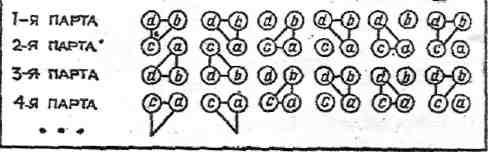 1-Я ПАРТА d b d b d b d b d b d b
2-Я ПАРТА c a c a c a c a c a c a
3-Я ПАРТА d b d b d b d b d b d b
4-Я ПАРТА c a c a c a c a c a c a
• • •